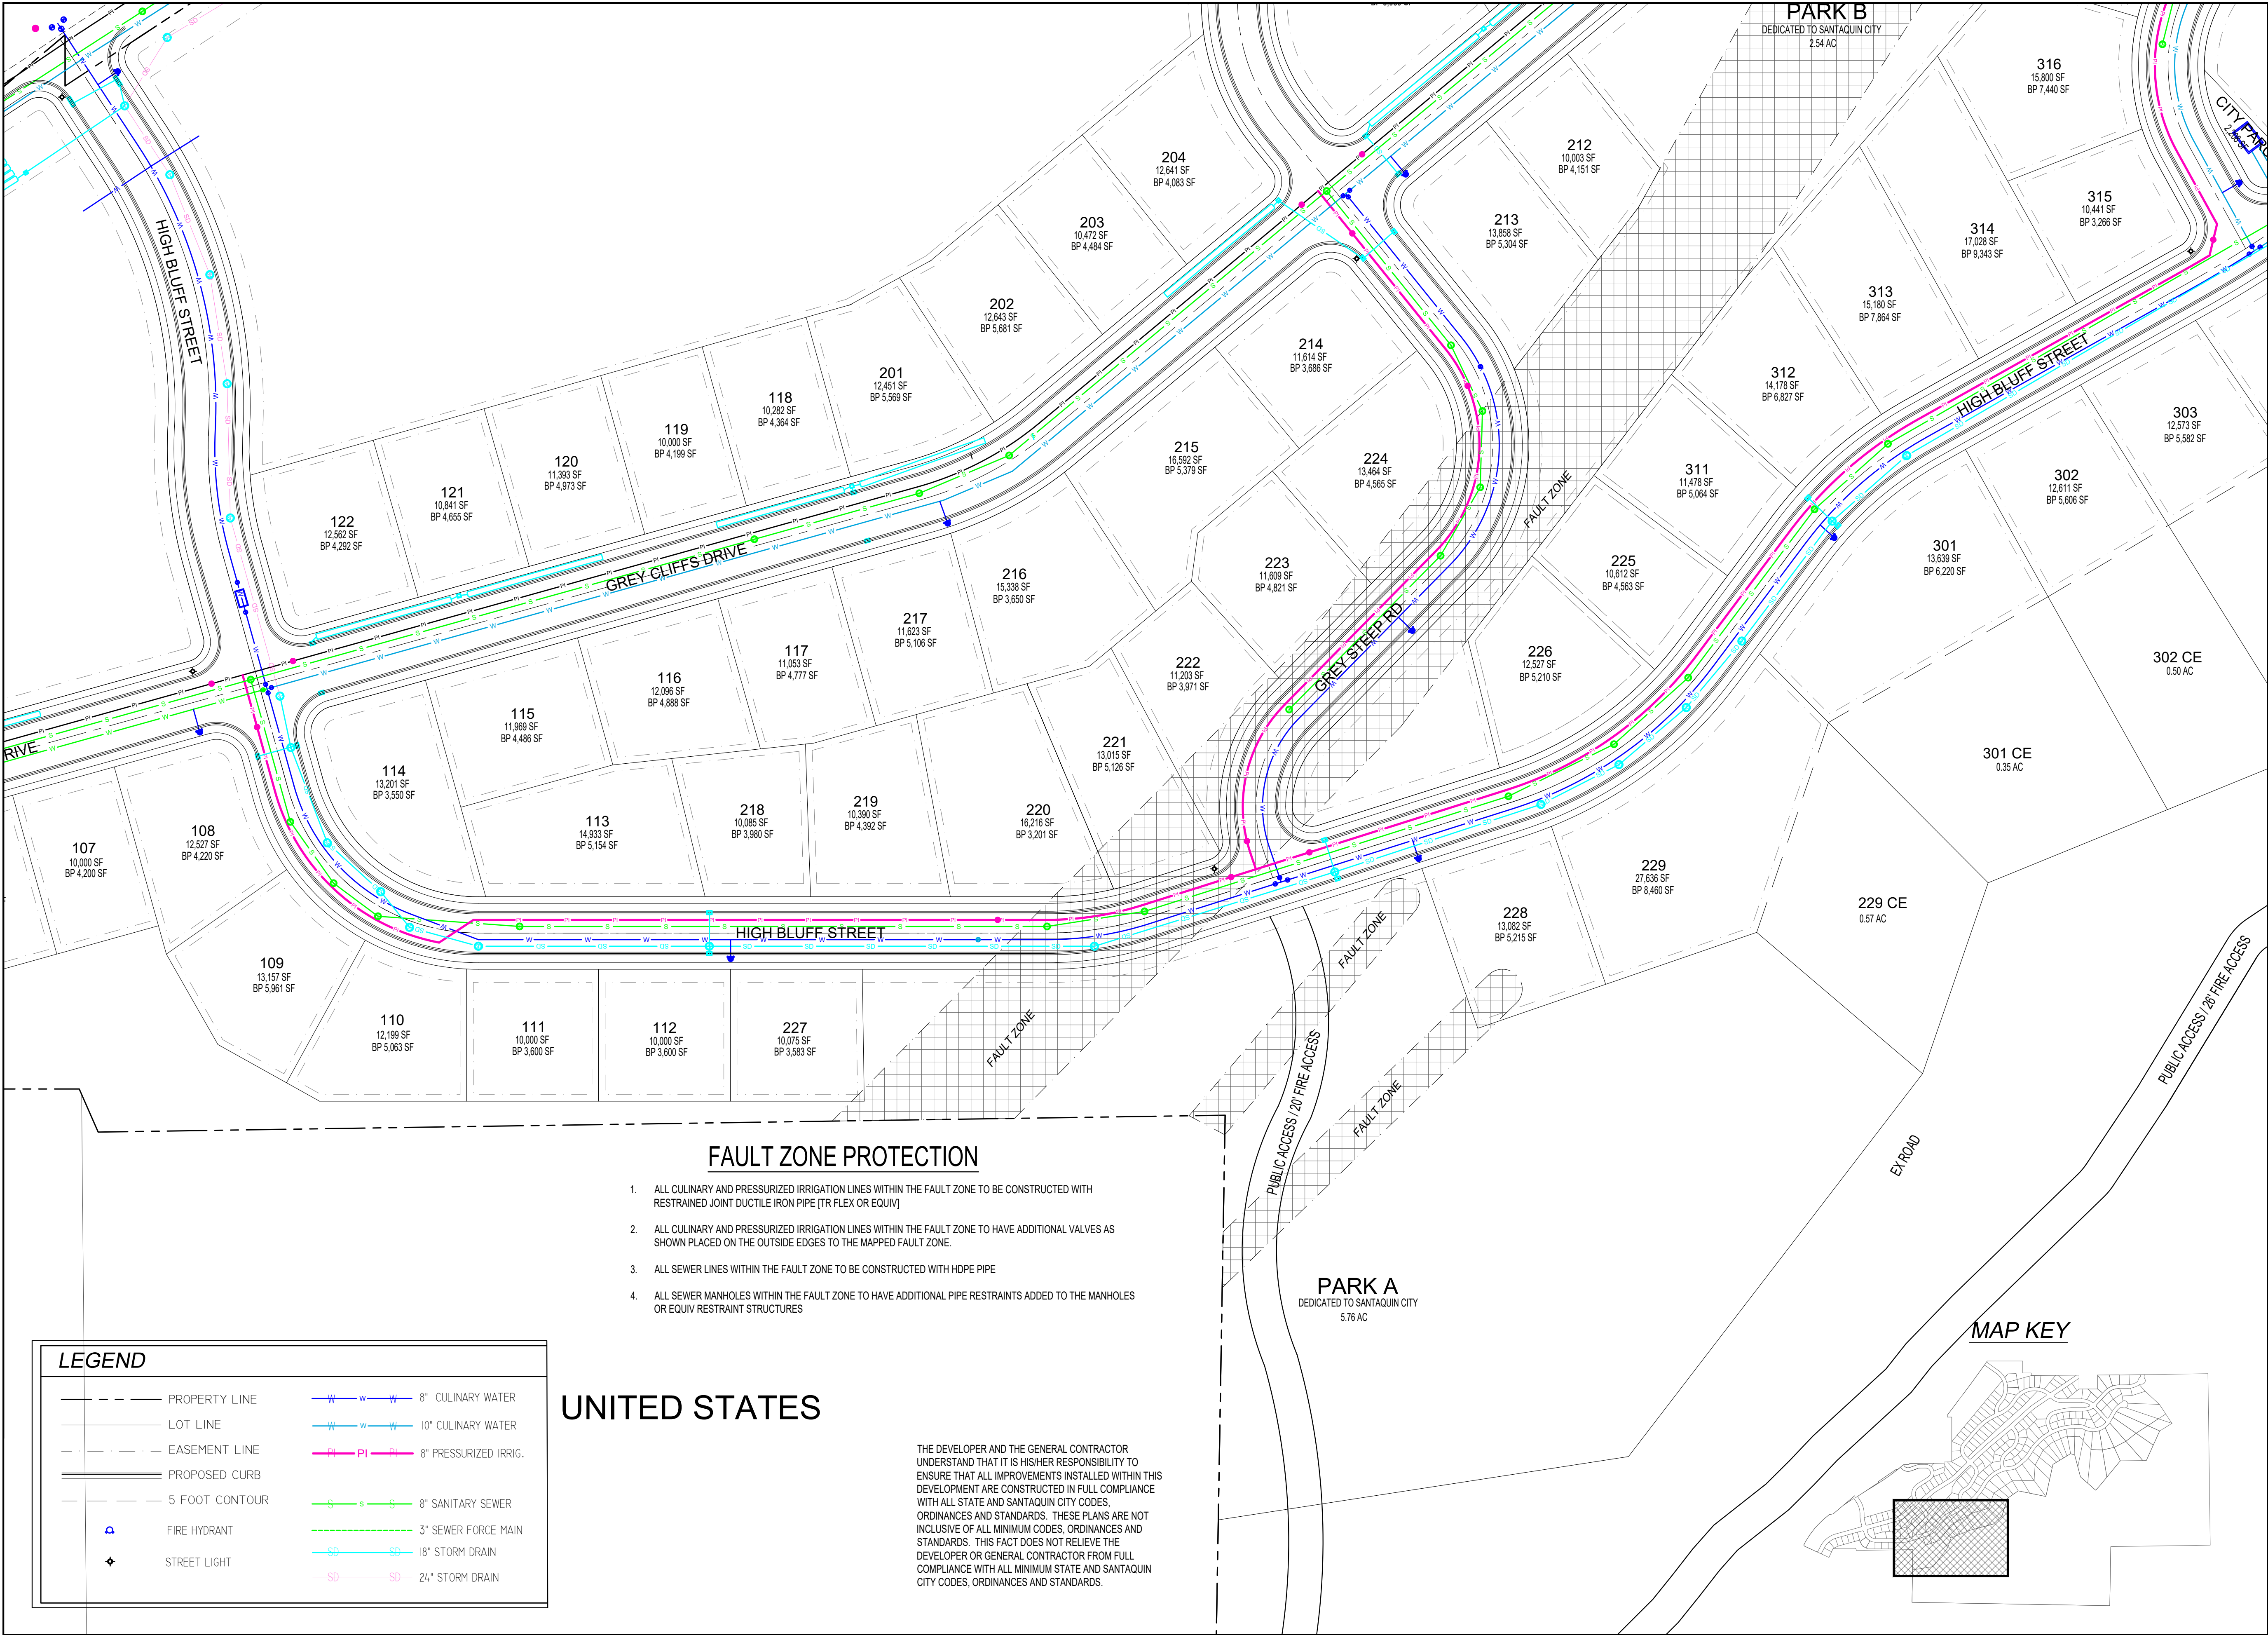 PARK B
DEDICATED TO SANTAQUIN CITY
2.54 AC
316
15,800 SF
BP 7,440 SF
204
12,641 SF
BP 4,083 SF
212
10,003 SF
BP 4,151 SF
315
10,441 SF
BP 3,266 SF
203
10,472 SF
BP 4,484 SF
213
13,858 SF
BP 5,304 SF
314
17,028 SF
BP 9,343 SF
HIGH BLUFF STREET
202
12,643 SF
BP 5,681 SF
313
15,180 SF
BP 7,864 SF
214
11,614 SF
BP 3,686 SF
201
12,451 SF
BP 5,569 SF
312
14,178 SF
BP 6,827 SF
HIGH BLUFF STREET
118
10,282 SF
BP 4,364 SF
119
10,000 SF
BP 4,199 SF
303
12,573 SF
BP 5,582 SF
120
11,393 SF
BP 4,973 SF
215
16,592 SF
BP 5,379 SF
224
13,464 SF
BP 4,565 SF
311
11,478 SF
BP 5,064 SF
302
12,611 SF
BP 5,606 SF
121
10,841 SF
BP 4,655 SF
122
12,562 SF
BP 4,292 SF
FAULT ZONE
301
13,639 SF
BP 6,220 SF
GREY CLIFFS DRIVE
216
15,338 SF
BP 3,650 SF
223
11,609 SF
BP 4,821 SF
225
10,612 SF
BP 4,563 SF
217
11,623 SF
BP 5,106 SF
117
11,053 SF
BP 4,777 SF
GREY STEEP RD
222
11,203 SF
BP 3,971 SF
226
12,527 SF
BP 5,210 SF
302 CE
0.50 AC
116
12,096 SF
BP 4,888 SF
115
11,969 SF
BP 4,486 SF
RIVE
221
13,015 SF
BP 5,126 SF
301 CE
0.35 AC
114
13,201 SF
BP 3,550 SF
113
14,933 SF
BP 5,154 SF
218
10,085 SF
BP 3,980 SF
219
10,390 SF
BP 4,392 SF
220
16,216 SF
BP 3,201 SF
107
10,000 SF
BP 4,200 SF
108
12,527 SF
BP 4,220 SF
229
27,636 SF
BP 8,460 SF
229 CE
0.57 AC
228
13,082 SF
BP 5,215 SF
HIGH BLUFF STREET
FAULT ZONE
109
13,157 SF
BP 5,961 SF
110
12,199 SF
BP 5,063 SF
111
10,000 SF
BP 3,600 SF
112
10,000 SF
BP 3,600 SF
227
10,075 SF
BP 3,583 SF
FAULT ZONE
FAULT ZONE
PUBLIC ACCESS / 20' FIRE ACCESS
PUBLIC ACCESS / 26' FIRE ACCESS
EX ROAD
FAULT ZONE PROTECTION
1. ALL CULINARY AND PRESSURIZED IRRIGATION LINES WITHIN THE FAULT ZONE TO BE CONSTRUCTED WITH
RESTRAINED JOINT DUCTILE IRON PIPE [TR FLEX OR EQUIV]
2. ALL CULINARY AND PRESSURIZED IRRIGATION LINES WITHIN THE FAULT ZONE TO HAVE ADDITIONAL VALVES AS
SHOWN PLACED ON THE OUTSIDE EDGES TO THE MAPPED FAULT ZONE.
3. ALL SEWER LINES WITHIN THE FAULT ZONE TO BE CONSTRUCTED WITH HDPE PIPE
4. ALL SEWER MANHOLES WITHIN THE FAULT ZONE TO HAVE ADDITIONAL PIPE RESTRAINTS ADDED TO THE MANHOLES
OR EQUIV RESTRAINT STRUCTURES
PARK A
DEDICATED TO SANTAQUIN CITY
5.76 AC
MAP KEY
LEGEND
PROPERTY LINE
LOT LINE
EASEMENT LINE
PROPOSED CURB
5 FOOT CONTOUR
FIRE HYDRANT
STREET LIGHT
8" CULINARY WATER
10" CULINARY WATER
8" PRESSURIZED IRRIG.
8" SANITARY SEWER
3" SEWER FORCE MAIN
18" STORM DRAIN
24" STORM DRAIN
UNITED STATES
THE DEVELOPER AND THE GENERAL CONTRACTOR
UNDERSTAND THAT IT IS HIS/HER RESPONSIBILITY TO
ENSURE THAT ALL IMPROVEMENTS INSTALLED WITHIN THIS
DEVELOPMENT ARE CONSTRUCTED IN FULL COMPLIANCE
WITH ALL STATE AND SANTAQUIN CITY CODES,
ORDINANCES AND STANDARDS. THESE PLANS ARE NOT
INCLUSIVE OF ALL MINIMUM CODES, ORDINANCES AND
STANDARDS. THIS FACT DOES NOT RELIEVE THE
DEVELOPER OR GENERAL CONTRACTOR FROM FULL
COMPLIANCE WITH ALL MINIMUM STATE AND SANTAQUIN
CITY CODES, ORDINANCES AND STANDARDS.